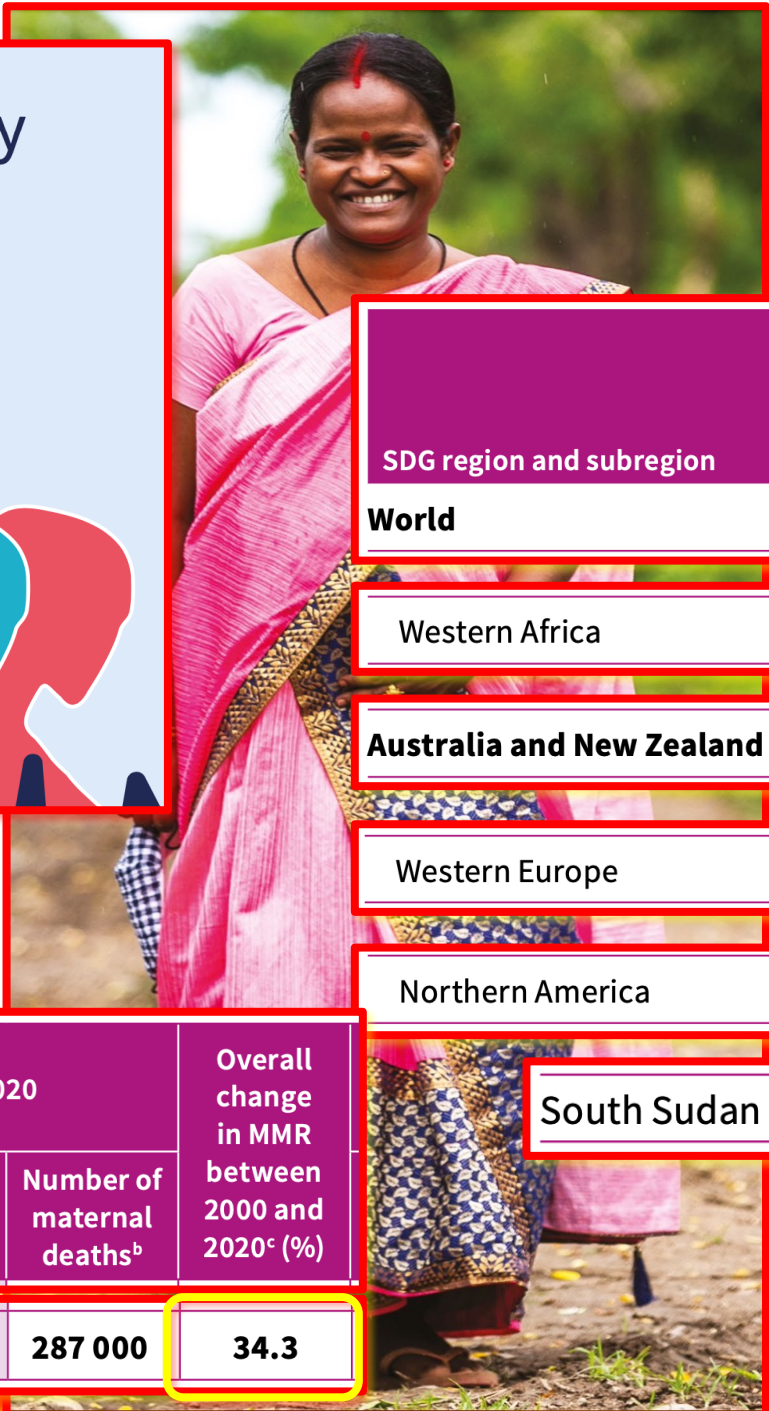 y
SDG region and subregion
World
Western Africa
Australia and New Zealand
Western Europe
Northern America
South Sudan
020
Number of
maternal
deathsᵇ
Overall
change
in MMR
between
2000 and
2020ᶜ (%)
287 000
34.3